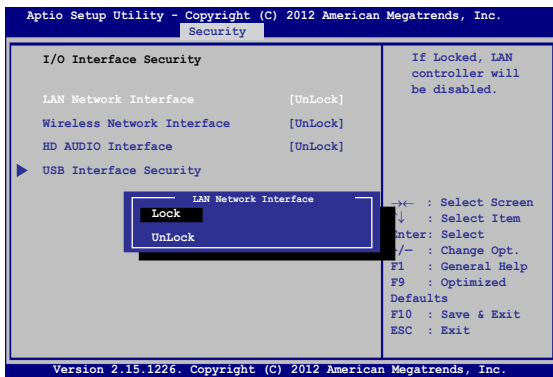 Aptio Setup Utility - Copyright (C) 2012 American Megatrends, Inc.
Security
I/O Interface Security
LAN Network Interface [UnLock]
Wireless Network Interface [UnLock]
HD AUDIO Interface [UnLock]
USB Interface Security
LAN Network Interface
Lock
UnLock
If Locked, LAN
controller will
be disabled.
→← : Select Screen
↑↓ : Select Item
Enter: Select
+/— : Change Opt.
F1 : General Help
F9 : Optimized
Defaults
F10 : Save & Exit
ESC : Exit
Version 2.15.1226. Copyright (C) 2012 American Megatrends, Inc.